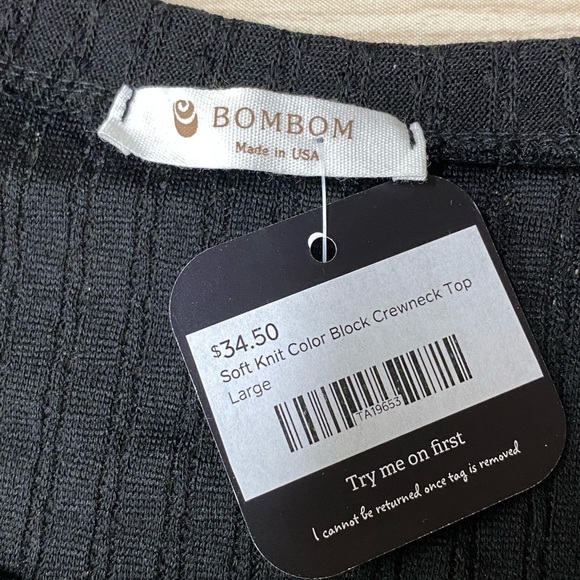 BOMBOM
Made in USA
$34.50
Soft Knit Color Block Crewneck Top
Large
TA19653
Try me on first
I cannot be returned once tag is removed